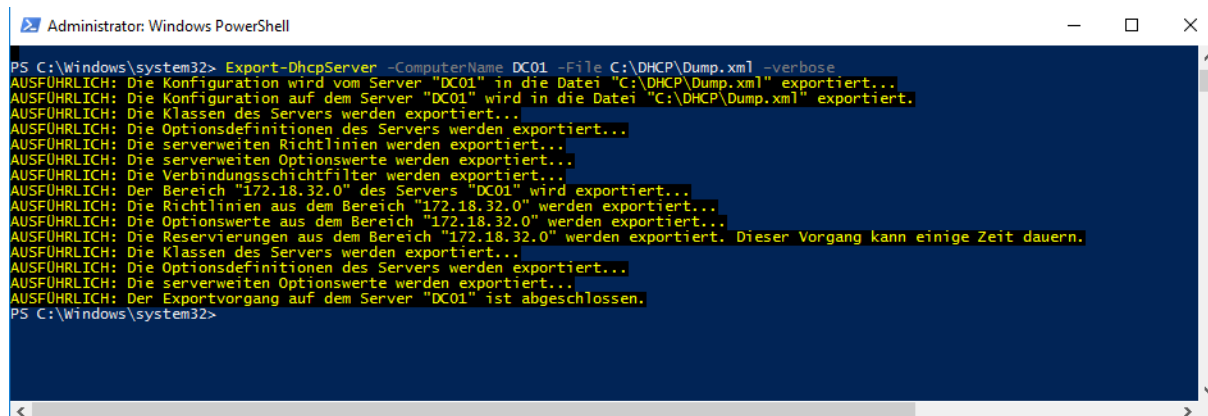 Administrator: Windows PowerShell
PS C:\Windows\system32> Export-DhcpServer -ComputerName DC01 -File C:\DHCP\Dump.xml -verbose
AUSFÜHRLICH: Die Konfiguration wird vom Server "DC01" in die Datei "C:\DHCP\Dump.xml" exportiert...
AUSFÜHRLICH: Die Konfiguration auf dem Server "DC01" wird in die Datei "C:\DHCP\Dump.xml" exportiert.
AUSFÜHRLICH: Die Klassen des Servers werden exportiert...
AUSFÜHRLICH: Die Optionsdefinitionen des Servers werden exportiert...
AUSFÜHRLICH: Die serverweiten Richtlinien werden exportiert...
AUSFÜHRLICH: Die serverweiten Optionswerte werden exportiert...
AUSFÜHRLICH: Die Verbindungsschichtfilter werden exportiert...
AUSFÜHRLICH: Der Bereich "172.18.32.0" des Servers "DC01" wird exportiert...
AUSFÜHRLICH: Die Richtlinien aus dem Bereich "172.18.32.0" werden exportiert...
AUSFÜHRLICH: Die Optionswerte aus dem Bereich "172.18.32.0" werden exportiert...
AUSFÜHRLICH: Die Reservierungen aus dem Bereich "172.18.32.0" werden exportiert. Dieser Vorgang kann einige Zeit dauern.
AUSFÜHRLICH: Die Klassen des Servers werden exportiert...
AUSFÜHRLICH: Die Optionsdefinitionen des Servers werden exportiert...
AUSFÜHRLICH: Die serverweiten Optionswerte werden exportiert...
AUSFÜHRLICH: Der Exportvorgang auf dem Server "DC01" ist abgeschlossen.
PS C:\Windows\system32>